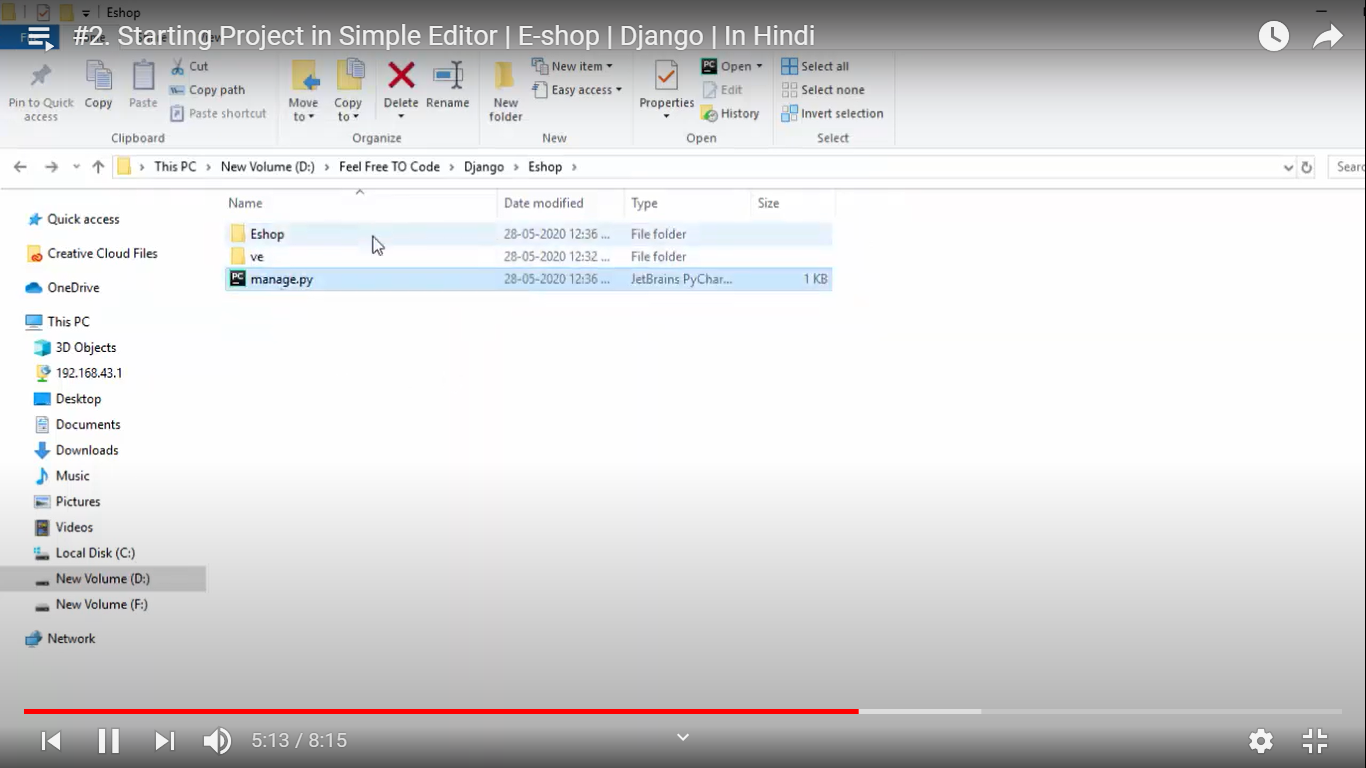 Eshop
#2. Starting Project in Simple Editor | E-shop | Django | In Hindi
Pin to Quick access
Copy
Paste
Cut
Copy path
Paste shortcut
Clipboard
Move to
Copy to
Delete
Rename
Organize
New folder
New item
Easy access
New
Properties
Open
Edit
History
Open
Select all
Select none
Invert selection
Select
This PC > New Volume (D:) > Feel Free TO Code > Django > Eshop >
Name Date modified Type Size
Eshop 28-05-2020 12:36 ... File folder
ve 28-05-2020 12:32 ... File folder
PC manage.py 28-05-2020 12:36 ... JetBrains PyChar... 1 KB
Quick access
Creative Cloud Files
OneDrive
This PC
3D Objects
192.168.43.1
Desktop
Documents
Downloads
Music
Pictures
Videos
Local Disk (C:)
New Volume (D:)
New Volume (F:)
Network
5:13 / 8:15